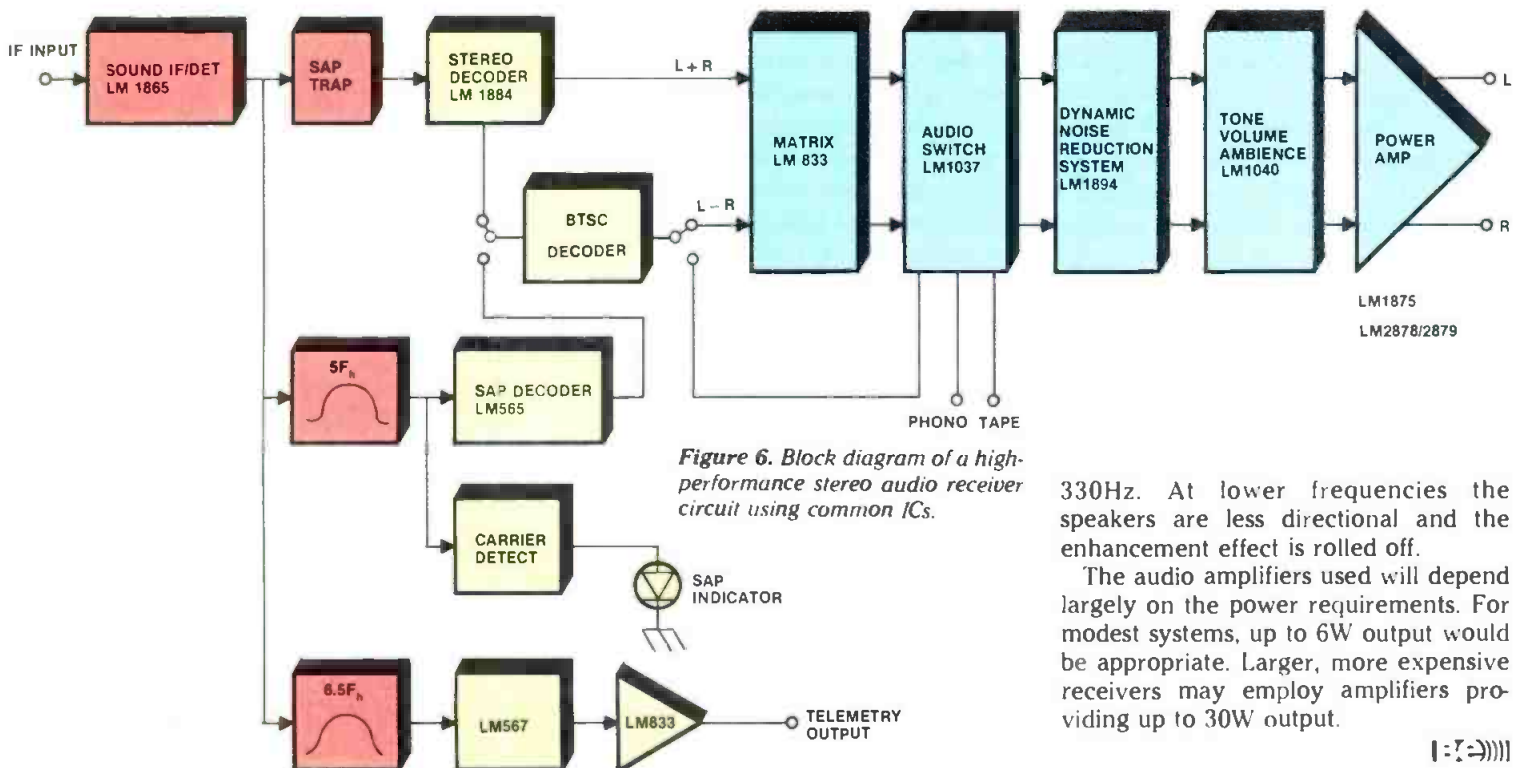 IF INPUT
SOUND IF/DET
LM 1865
SAP
TRAP
STEREO
DECODER
LM 1884
L+R
MATRIX
LM 833
AUDIO
SWITCH
LM1037
DYNAMIC
NOISE
REDUCTION
SYSTEM
LM1894
TONE
VOLUME
AMBIENCE
LM1040
POWER
AMP
L
R
LM1875
LM2878/2879
BTSC
DECODER
L-R
5Fh
SAP DECODER
LM565
PHONO TAPE
CARRIER
DETECT
SAP
INDICATOR
6.5Fh
LM567
LM833
TELEMETRY
OUTPUT
Figure 6. Block diagram of a high-
performance stereo audio receiver
circuit using common ICs.
330Hz. At lower frequencies the
speakers are less directional and the
enhancement effect is rolled off.
The audio amplifiers used will depend
largely on the power requirements. For
modest systems, up to 6W output would
be appropriate. Larger, more expensive
receivers may employ amplifiers pro-
viding up to 30W output.